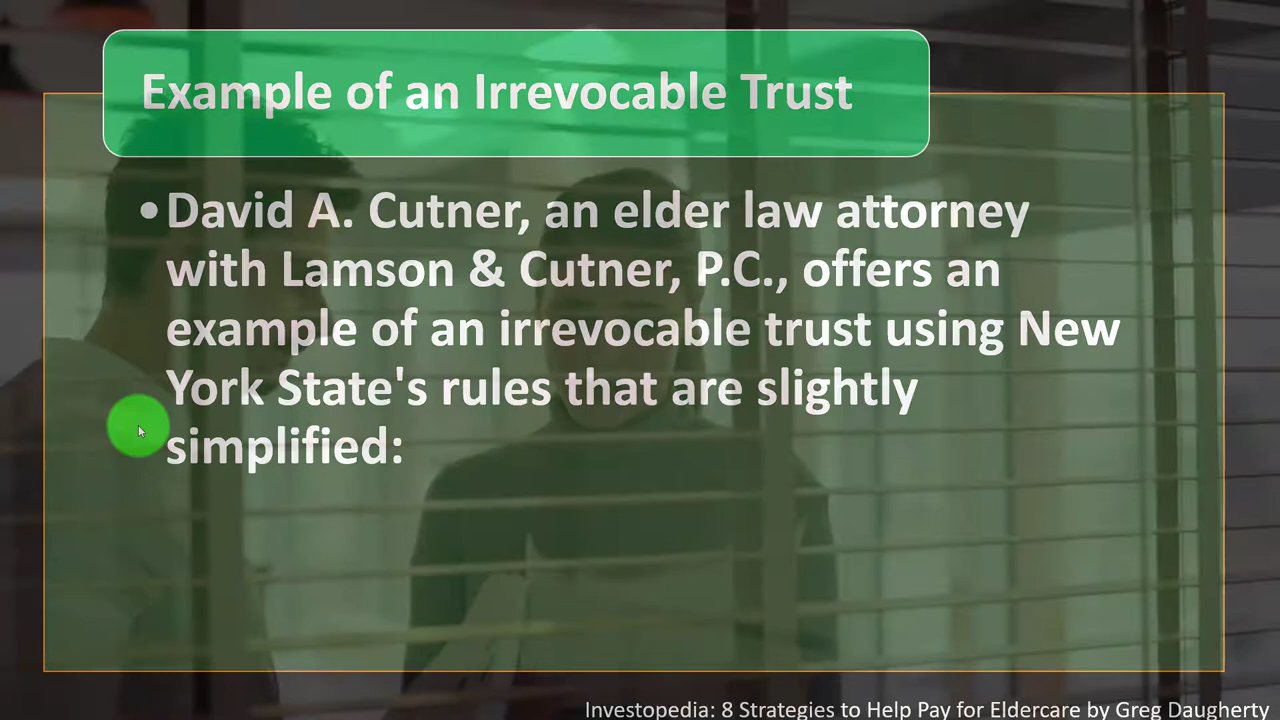 Example of an Irrevocable Trust
•David A. Cutner, an elder law attorney
with Lamson & Cutner, P.C., offers an
example of an irrevocable trust using New
York State's rules that are slightly
simplified:
Investopedia: 8 Strategies to Help Pay for Eldercare by Greg Daugherty